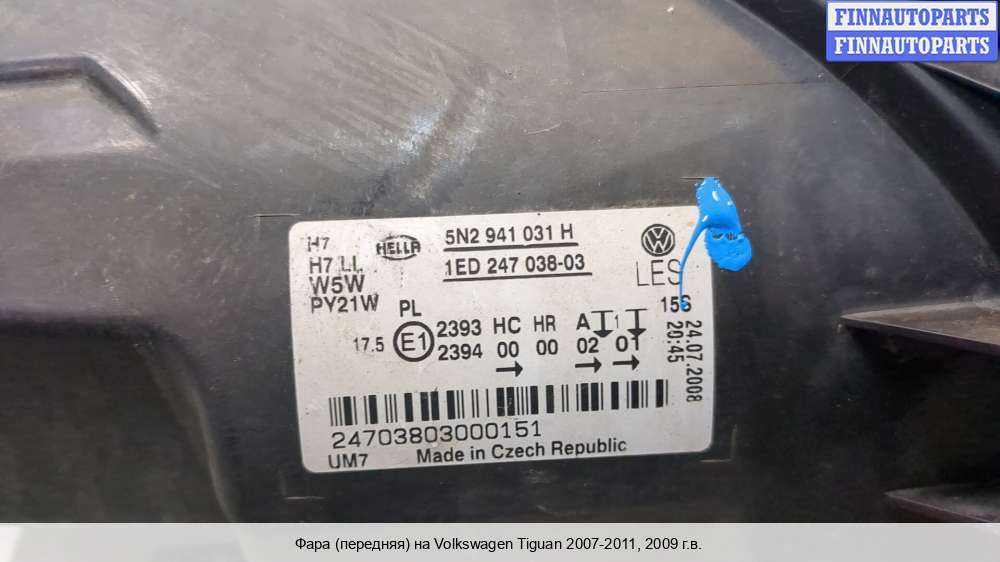 FINNAUTOPARTS
FINNAUTOPARTS
H7 HELLA 5N2 941 031 H
H7 LL 1ED 247 038-03 LES
W5W
PY21W PL 156
17.5 E1 2393 HC HR A 1
2394 00 00 02 01
24.07.2008
20:45
24703803000151
UM7 Made in Czech Republic
Фара (передняя) на Volkswagen Tiguan 2007-2011, 2009 г.в.